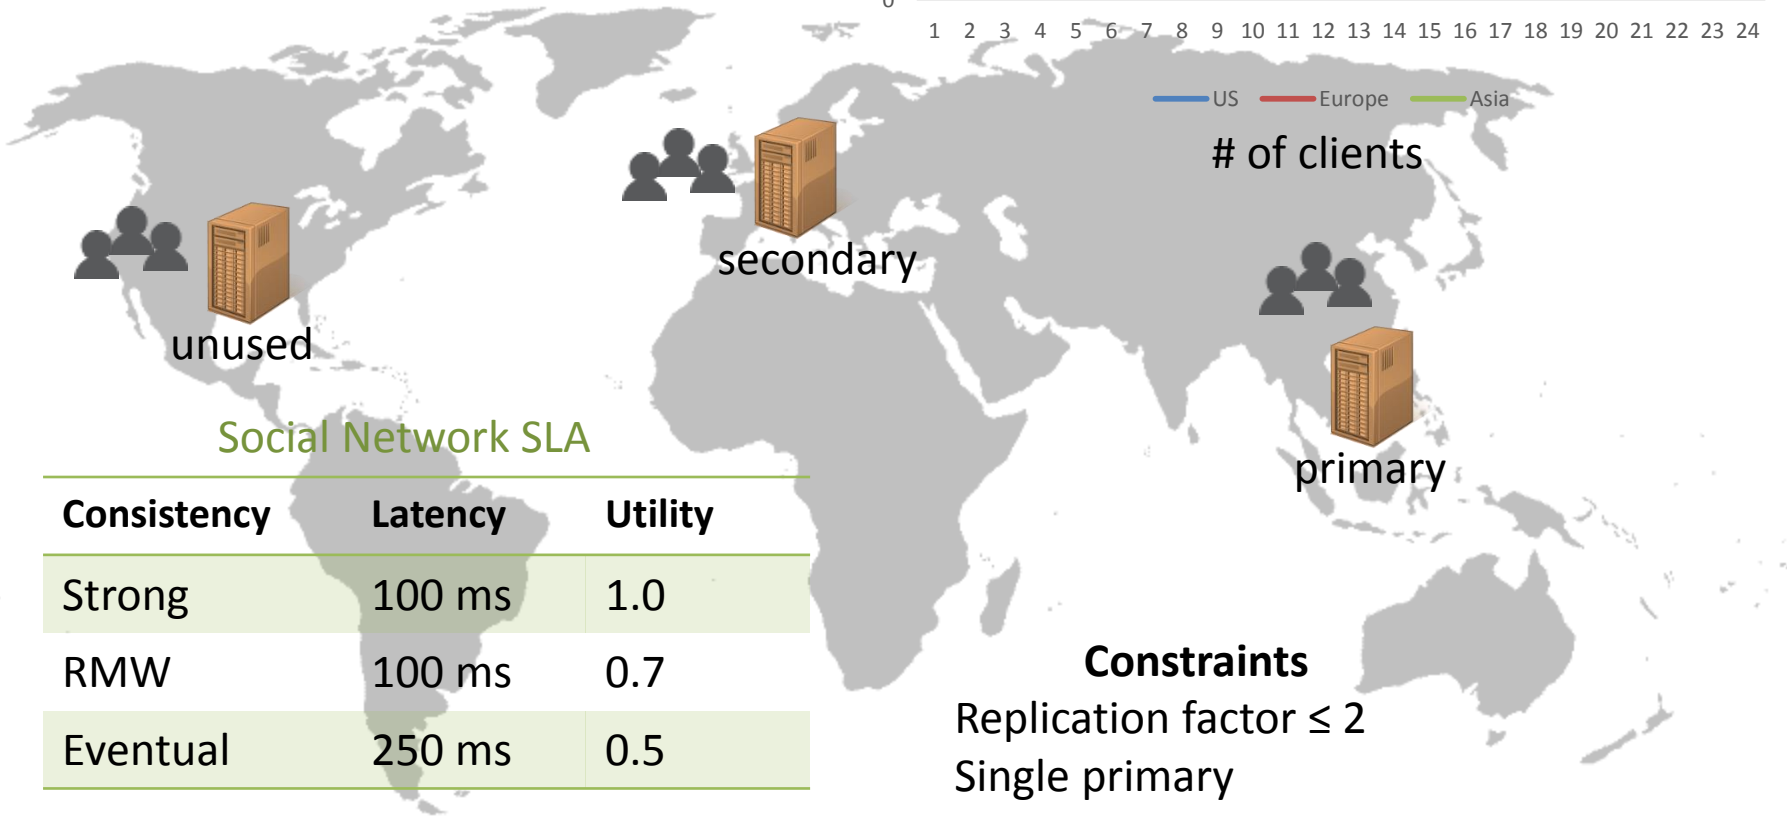 0
1 2 3 4 5 6 7 8 9 10 11 12 13 14 15 16 17 18 19 20 21 22 23 24
US Europe Asia
# of clients
secondary
unused
primary
Social Network SLA
Consistency Latency Utility
Strong 100 ms 1.0
RMW 100 ms 0.7
Eventual 250 ms 0.5
Constraints
Replication factor ≤ 2
Single primary